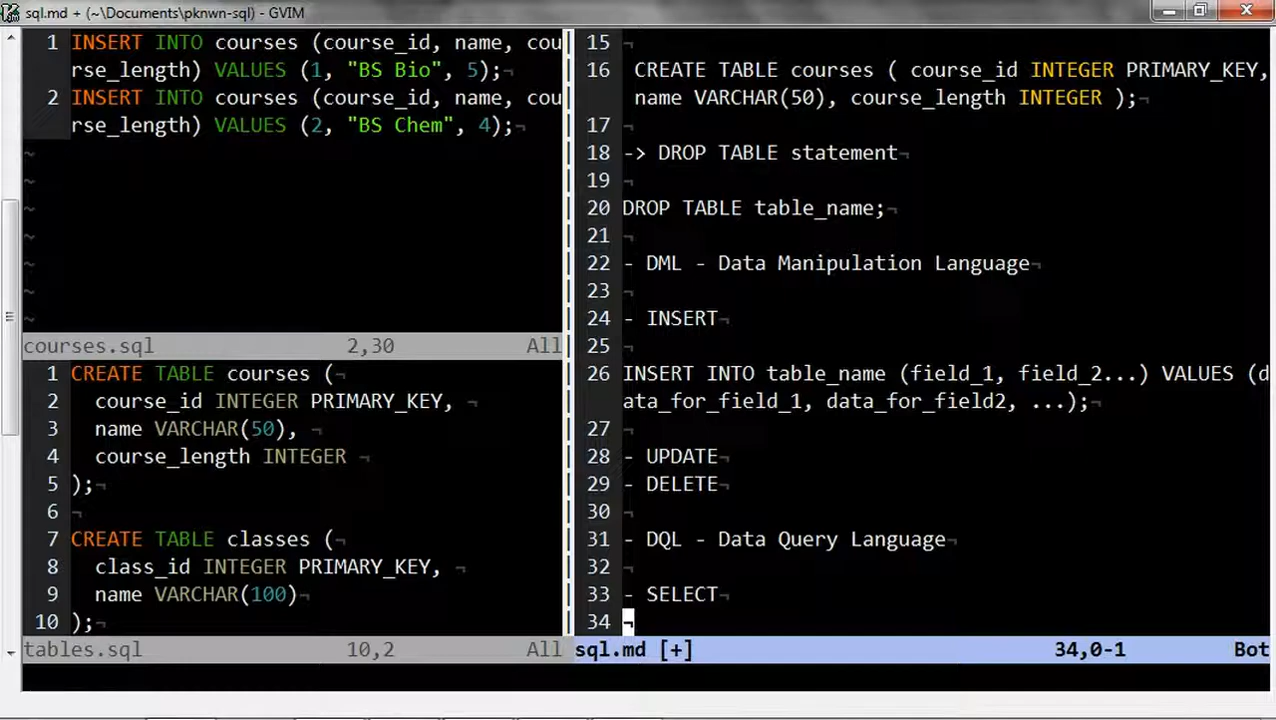 sql.md + (~\Documents\pknwn-sql) - GVIM
1 INSERT INTO courses (course_id, name, cou
rse_length) VALUES (1, "BS Bio", 5);¬
2 INSERT INTO courses (course_id, name, cou
rse_length) VALUES (2, "BS Chem", 4);¬
~
~
~
~
~
~
~
courses.sql 2,30 All
1 CREATE TABLE courses (¬
2 course_id INTEGER PRIMARY_KEY, ¬
3 name VARCHAR(50), ¬
4 course_length INTEGER ¬
5 );¬
6 ¬
7 CREATE TABLE classes (¬
8 class_id INTEGER PRIMARY_KEY, ¬
9 name VARCHAR(100)¬
10 );¬
tables.sql 10,2 All
15 ¬
16 CREATE TABLE courses ( course_id INTEGER PRIMARY_KEY,
name VARCHAR(50), course_length INTEGER );¬
17 ¬
18 -> DROP TABLE statement¬
19 ¬
20 DROP TABLE table_name;¬
21 ¬
22 - DML - Data Manipulation Language¬
23 ¬
24 - INSERT¬
25 ¬
26 INSERT INTO table_name (field_1, field_2...) VALUES (d
ata_for_field_1, data_for_field2, ...);¬
27 ¬
28 - UPDATE¬
29 - DELETE¬
30 ¬
31 - DQL - Data Query Language¬
32 ¬
33 - SELECT¬
34 ¬
sql.md [+] 34,0-1 Bot